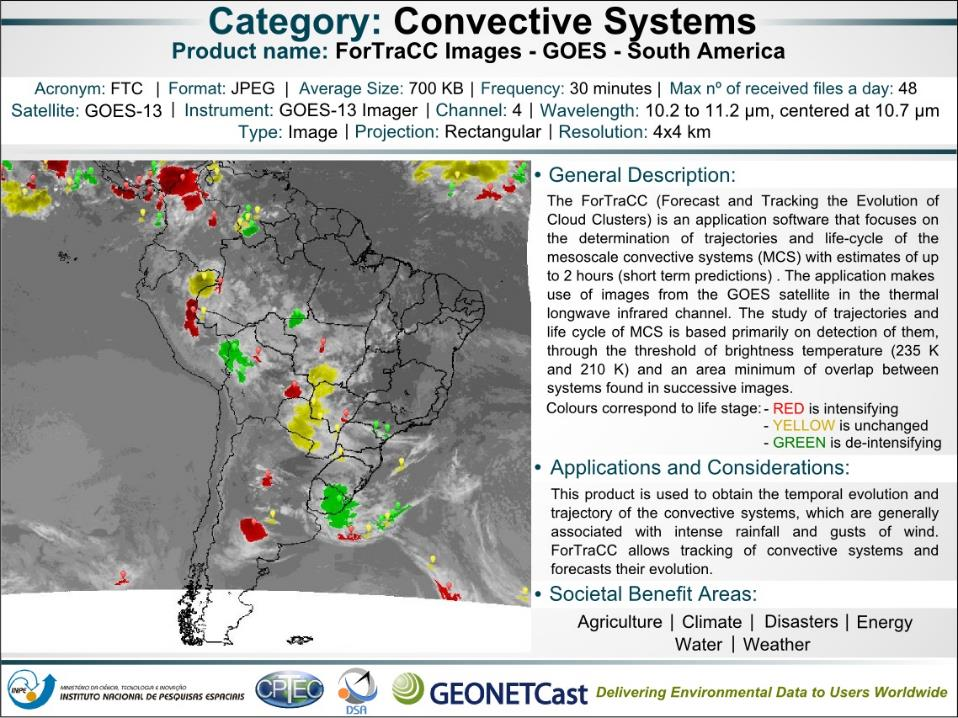 Category: Convective Systems
Product name: ForTraCC Images - GOES - South America
Acronym: FTC | Format: JPEG | Average Size: 700 KB | Frequency: 30 minutes | Max nº of received files a day: 48
Satellite: GOES-13 | Instrument: GOES-13 Imager | Channel: 4 | Wavelength: 10.2 to 11.2 µm, centered at 10.7 µm
Type: Image | Projection: Rectangular | Resolution: 4x4 km
• General Description:
The ForTraCC (Forecast and Tracking the Evolution of
Cloud Clusters) is an application software that focuses on
the determination of trajectories and life-cycle of the
mesoscale convective systems (MCS) with estimates of up
to 2 hours (short term predictions) . The application makes
use of images from the GOES satellite in the thermal
longwave infrared channel. The study of trajectories and
life cycle of MCS is based primarily on detection of them,
through the threshold of brightness temperature (235 K
and 210 K) and an area minimum of overlap between
systems found in successive images.
Colours correspond to life stage: - RED is intensifying
- YELLOW is unchanged
- GREEN is de-intensifying
• Applications and Considerations:
This product is used to obtain the temporal evolution and
trajectory of the convective systems, which are generally
associated with intense rainfall and gusts of wind.
ForTraCC allows tracking of convective systems and
forecasts their evolution.
• Societal Benefit Areas:
Agriculture | Climate | Disasters | Energy
Water | Weather
INPE
MINISTÉRIO DA CIÊNCIA, TECNOLOGIA E INOVAÇÃO
INSTITUTO NACIONAL DE PESQUISAS ESPACIAIS
CPTEC
DSA
GEONETCast
Delivering Environmental Data to Users Worldwide